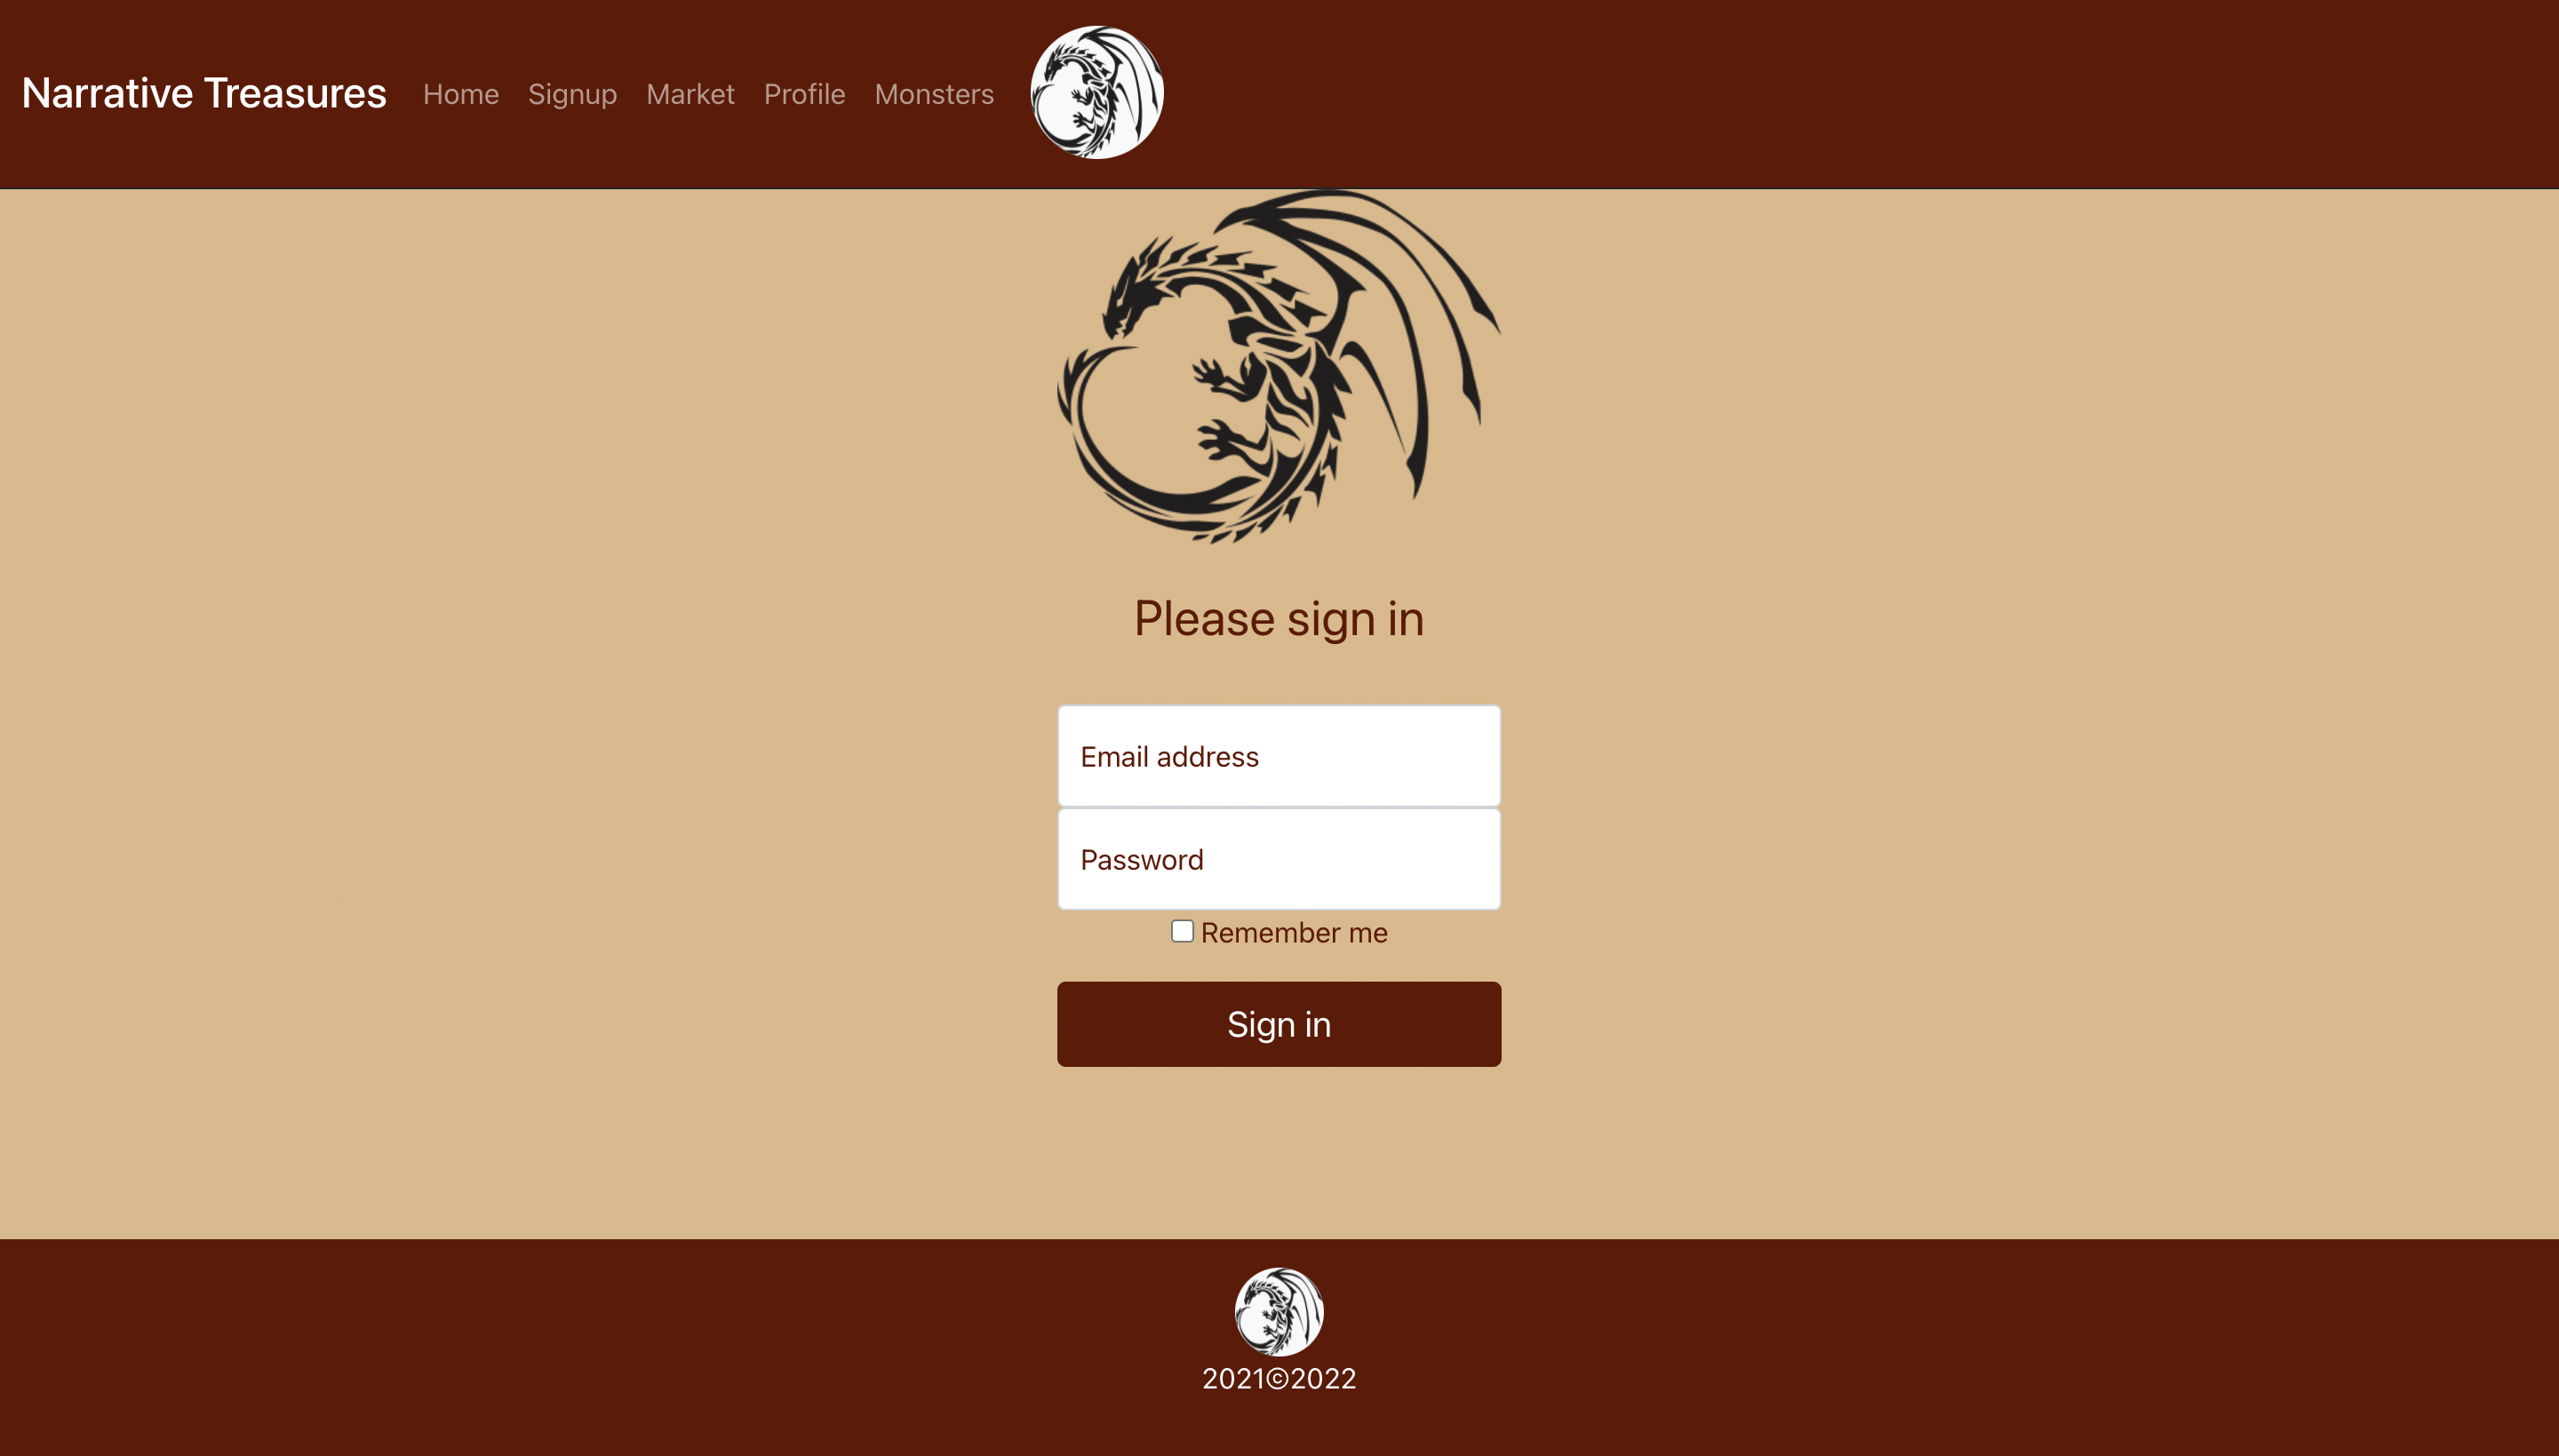 Narrative Treasures Home Signup Market Profile Monsters
Please sign in
Email address
Password
Remember me
Sign in
2021©2022